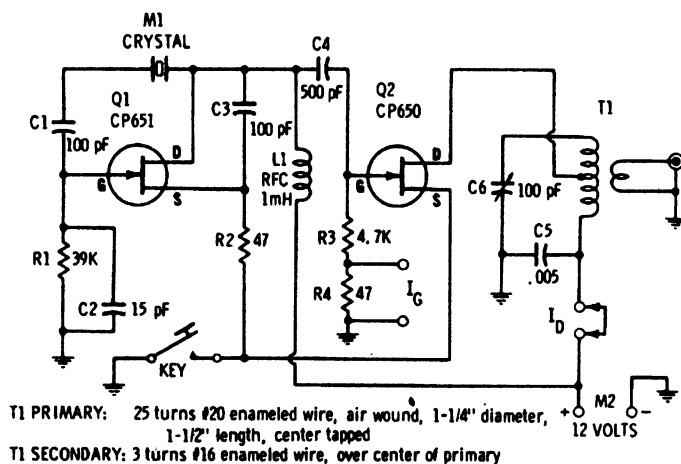 M1
CRYSTAL
C4
500 pF
Q1
CP651
Q2
CP650
T1
C1
100 pF
C3
100 pF
D
G
S
L1
RFC
1mH
D
G
S
C6
100 pF
C5
.005
R1
39K
C2
15 pF
R2
47
R3
4.7K
R4
47
IG
ID
KEY
+
M2
-
12 VOLTS
T1 PRIMARY: 25 turns #20 enameled wire, air wound, 1-1/4" diameter,
1-1/2" length, center tapped
T1 SECONDARY: 3 turns #16 enameled wire, over center of primary